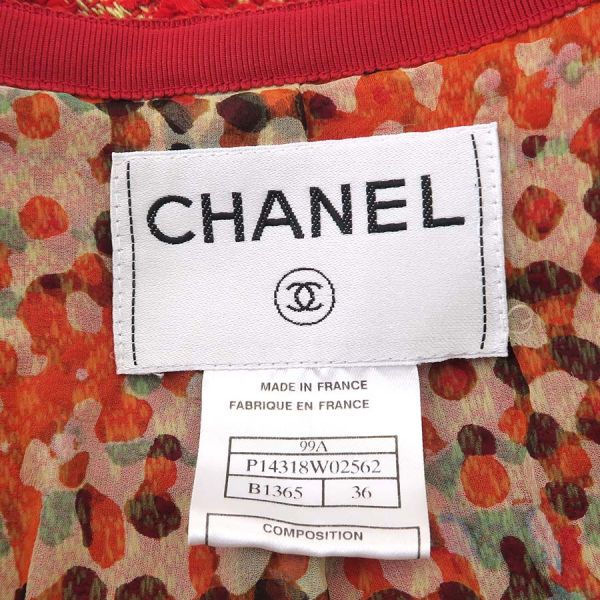 CHANEL
MADE IN FRANCE
FABRIQUE EN FRANCE
99A
P14318W02562
B1365 36
COMPOSITION